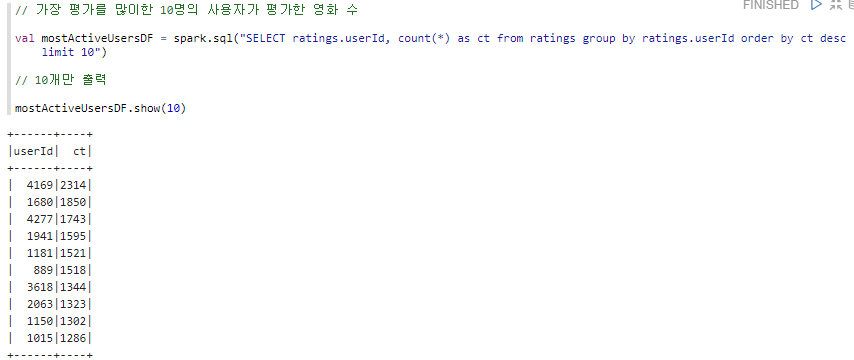 // 가장 평가를 많이한 10명의 사용자가 평가한 영화 수
FINISHED
val mostActiveUsersDF = spark.sql("SELECT ratings.userId, count(*) as ct from ratings group by ratings.userId order by ct desc
limit 10")
// 10개만 출력
mostActiveUsersDF.show(10)
+------+----+
|userId|  ct|
+------+----+
|  4169|2314|
|  1680|1850|
|  4277|1743|
|  1941|1595|
|  1181|1521|
|   889|1518|
|  3618|1344|
|  2063|1323|
|  1150|1302|
|  1015|1286|
+------+----+